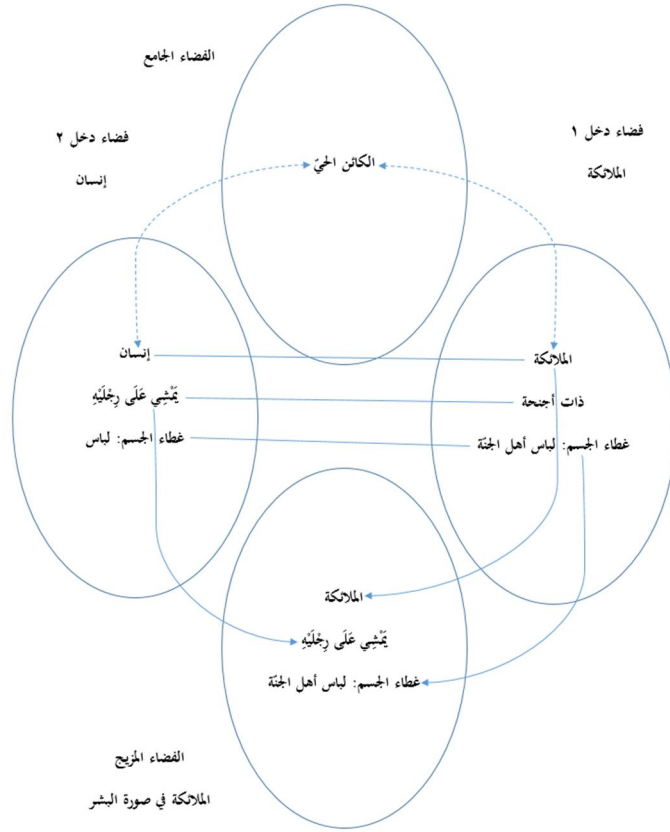 الفضاء الجامع
فضاء دخل ١
الملائكة
فضاء دخل ٢
إنسان
الكائن الحيّ
الملائكة
ذات أجنحة
غطاء الجسم: لباس أهل الجنّة
إنسان
يَمْشِي عَلَى رِجْلَيْهِ
غطاء الجسم: لباس
الملائكة
يَمْشِي عَلَى رِجْلَيْهِ
غطاء الجسم: لباس أهل الجنّة
الفضاء المزيج
الملائكة في صورة البشر